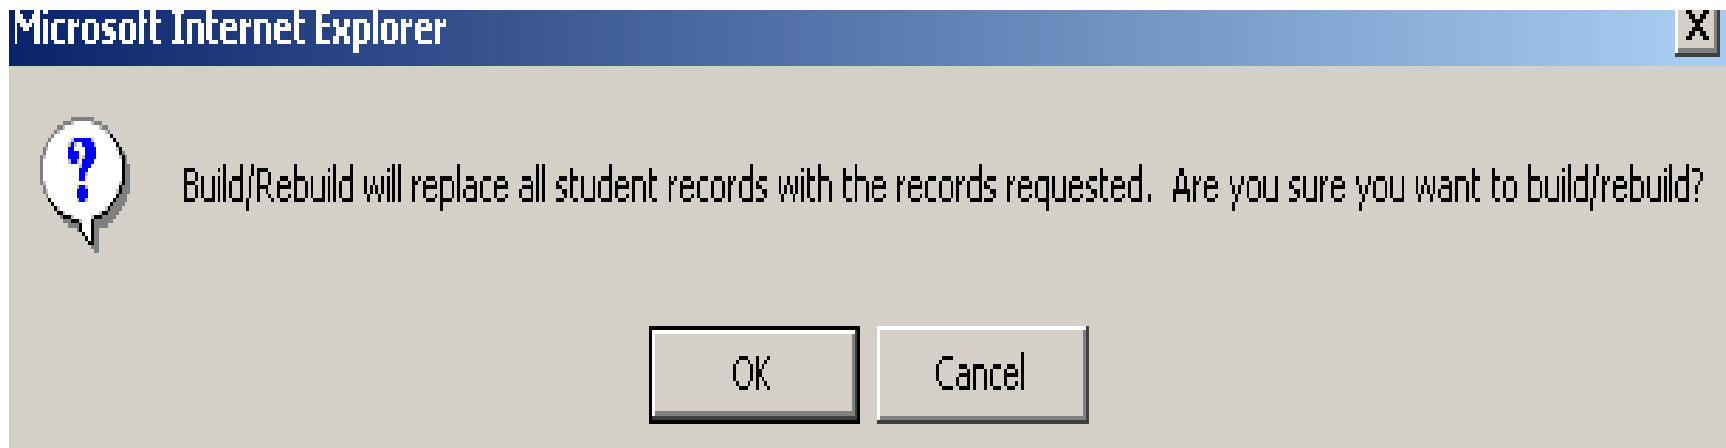 Microsoft Internet Explorer X
? Build/Rebuild will replace all student records with the records requested.  Are you sure you want to build/rebuild?
OK Cancel